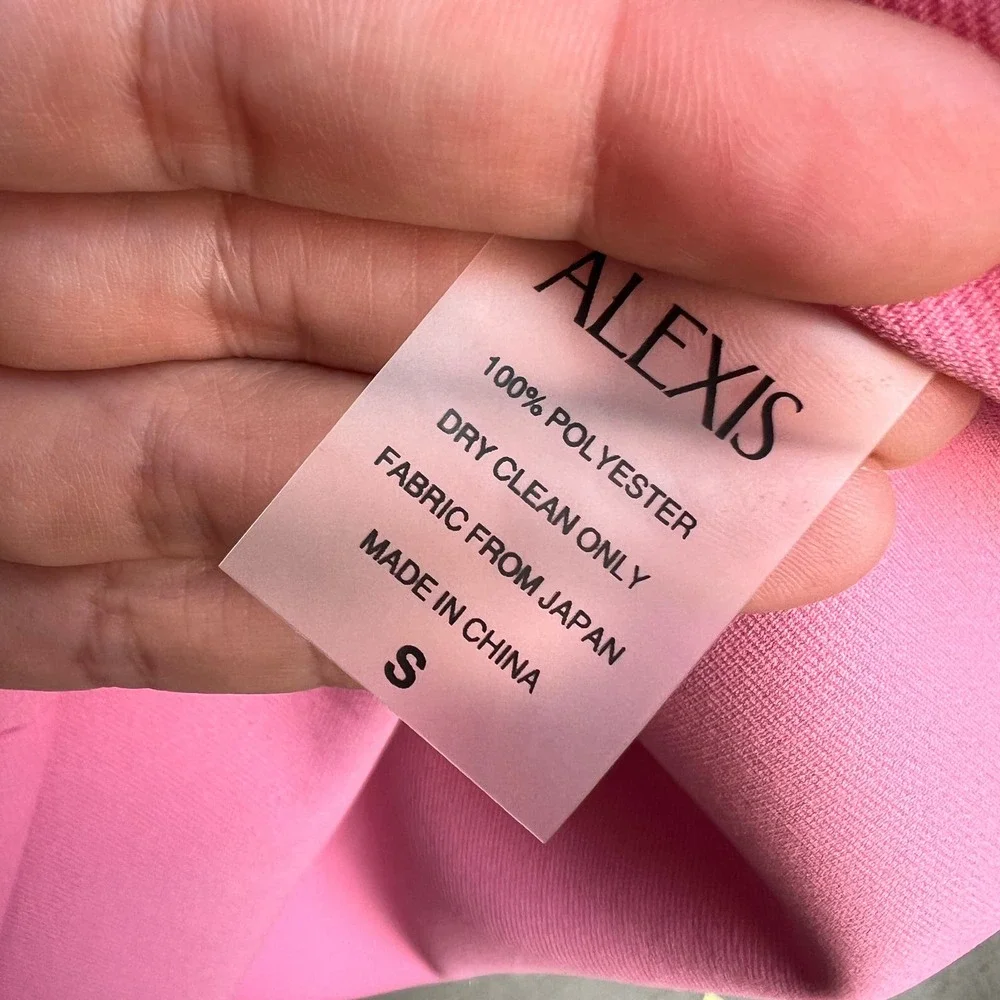 ALEXIS
100% POLYESTER
DRY CLEAN ONLY
FABRIC FROM JAPAN
MADE IN CHINA
S